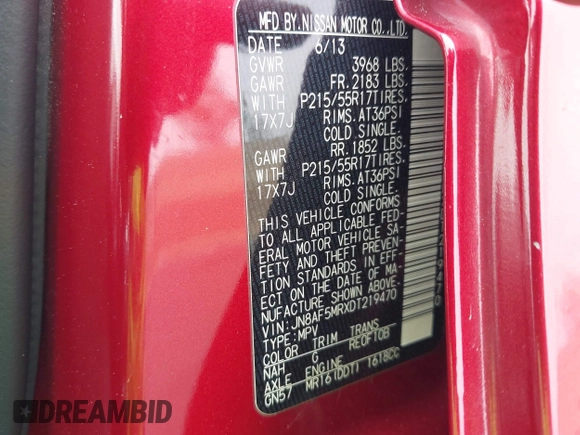 MFD BY.NISSAN MOTOR CO.,LTD.
DATE 6/13
GVWR 3968 LBS.
GAWR FR.2183 LBS.
WITH P215/55R17TIRES.
17X7J RIMS.AT36PSI
COLD SINGLE.
GAWR RR.1852 LBS.
WITH P215/55R17TIRES.
17X7J RIMS.AT36PSI
COLD SINGLE.
THIS VEHICLE CONFORMS
TO ALL APPLICABLE FED-
ERAL MOTOR VEHICLE SA-
FETY AND THEFT PREVEN-
TION STANDARDS IN EFF-
ECT ON THE DATE OF MA-
NUFACTURE SHOWN ABOVE.
VIN:JN8AF5MRXDT219470
TYPE:MPV
COLOR TRIM TRANS
NAH G RE0F10B
AXLE ENGINE
GN57 MR16(DDT) 1618CC
DREAMBID